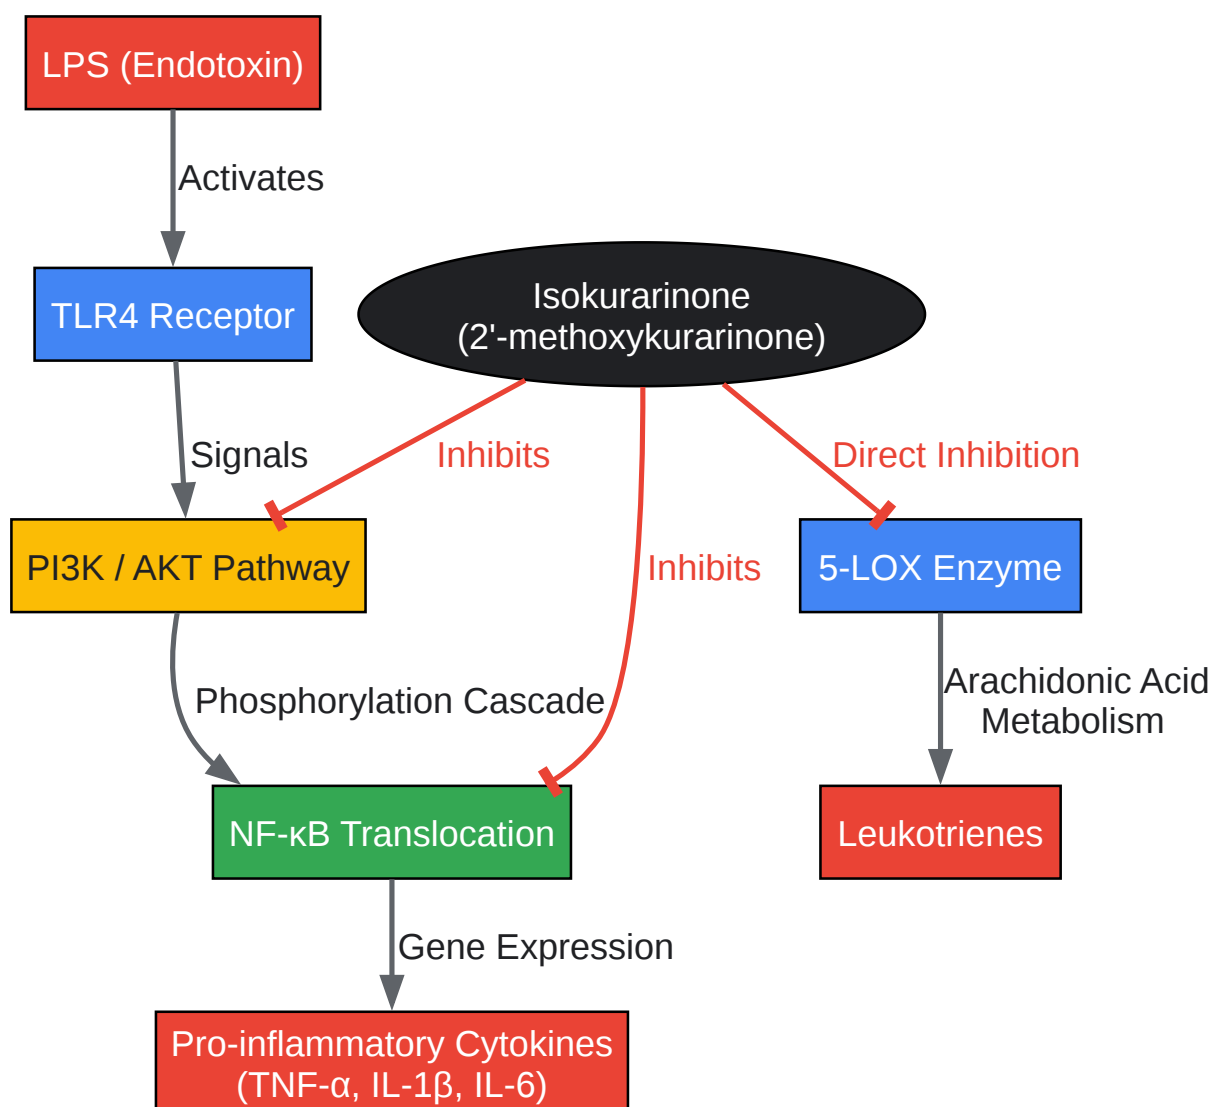 LPS (Endotoxin)
Activates
TLR4 Receptor
Isokurarinone
(2'-methoxykurarinone)
Signals
Inhibits
Direct Inhibition
PI3K / AKT Pathway
Inhibits
5-LOX Enzyme
Phosphorylation Cascade
Arachidonic Acid
Metabolism
NF-κB Translocation
Leukotrienes
Gene Expression
Pro-inflammatory Cytokines
(TNF-α, IL-1β, IL-6)